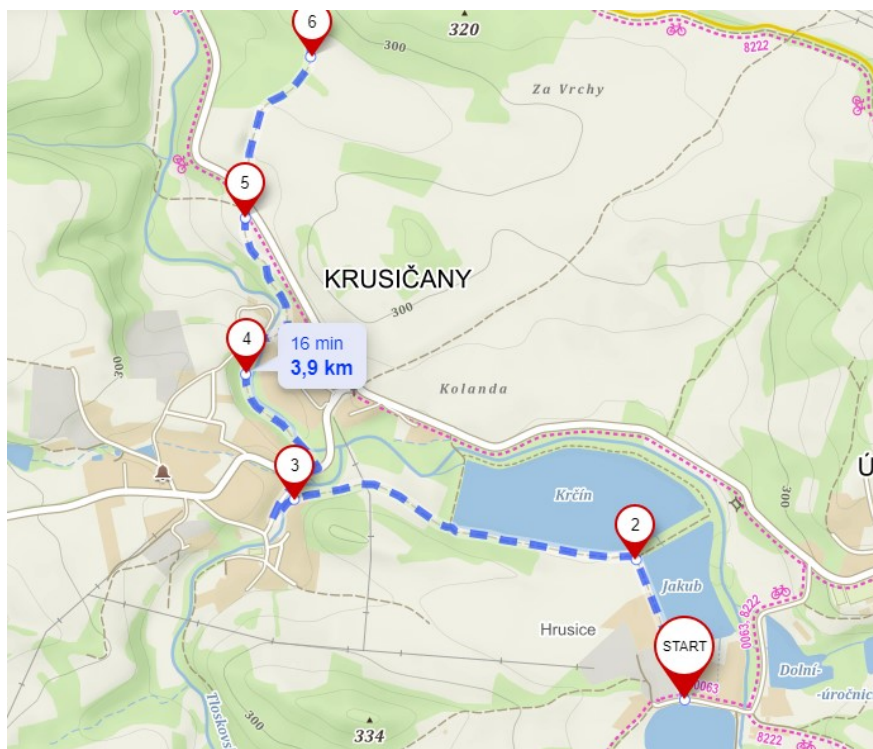 6
320
300
8222
Za Vrchy
5
KRUSIČANY
300
4
16 min
3,9 km
300
Kolanda
3
Krčín
300
Ú
2
Jakub
Hrusice
START
0063
0063; 8222
Dolní-
-úročnic
Tloskovs
300
334
8222